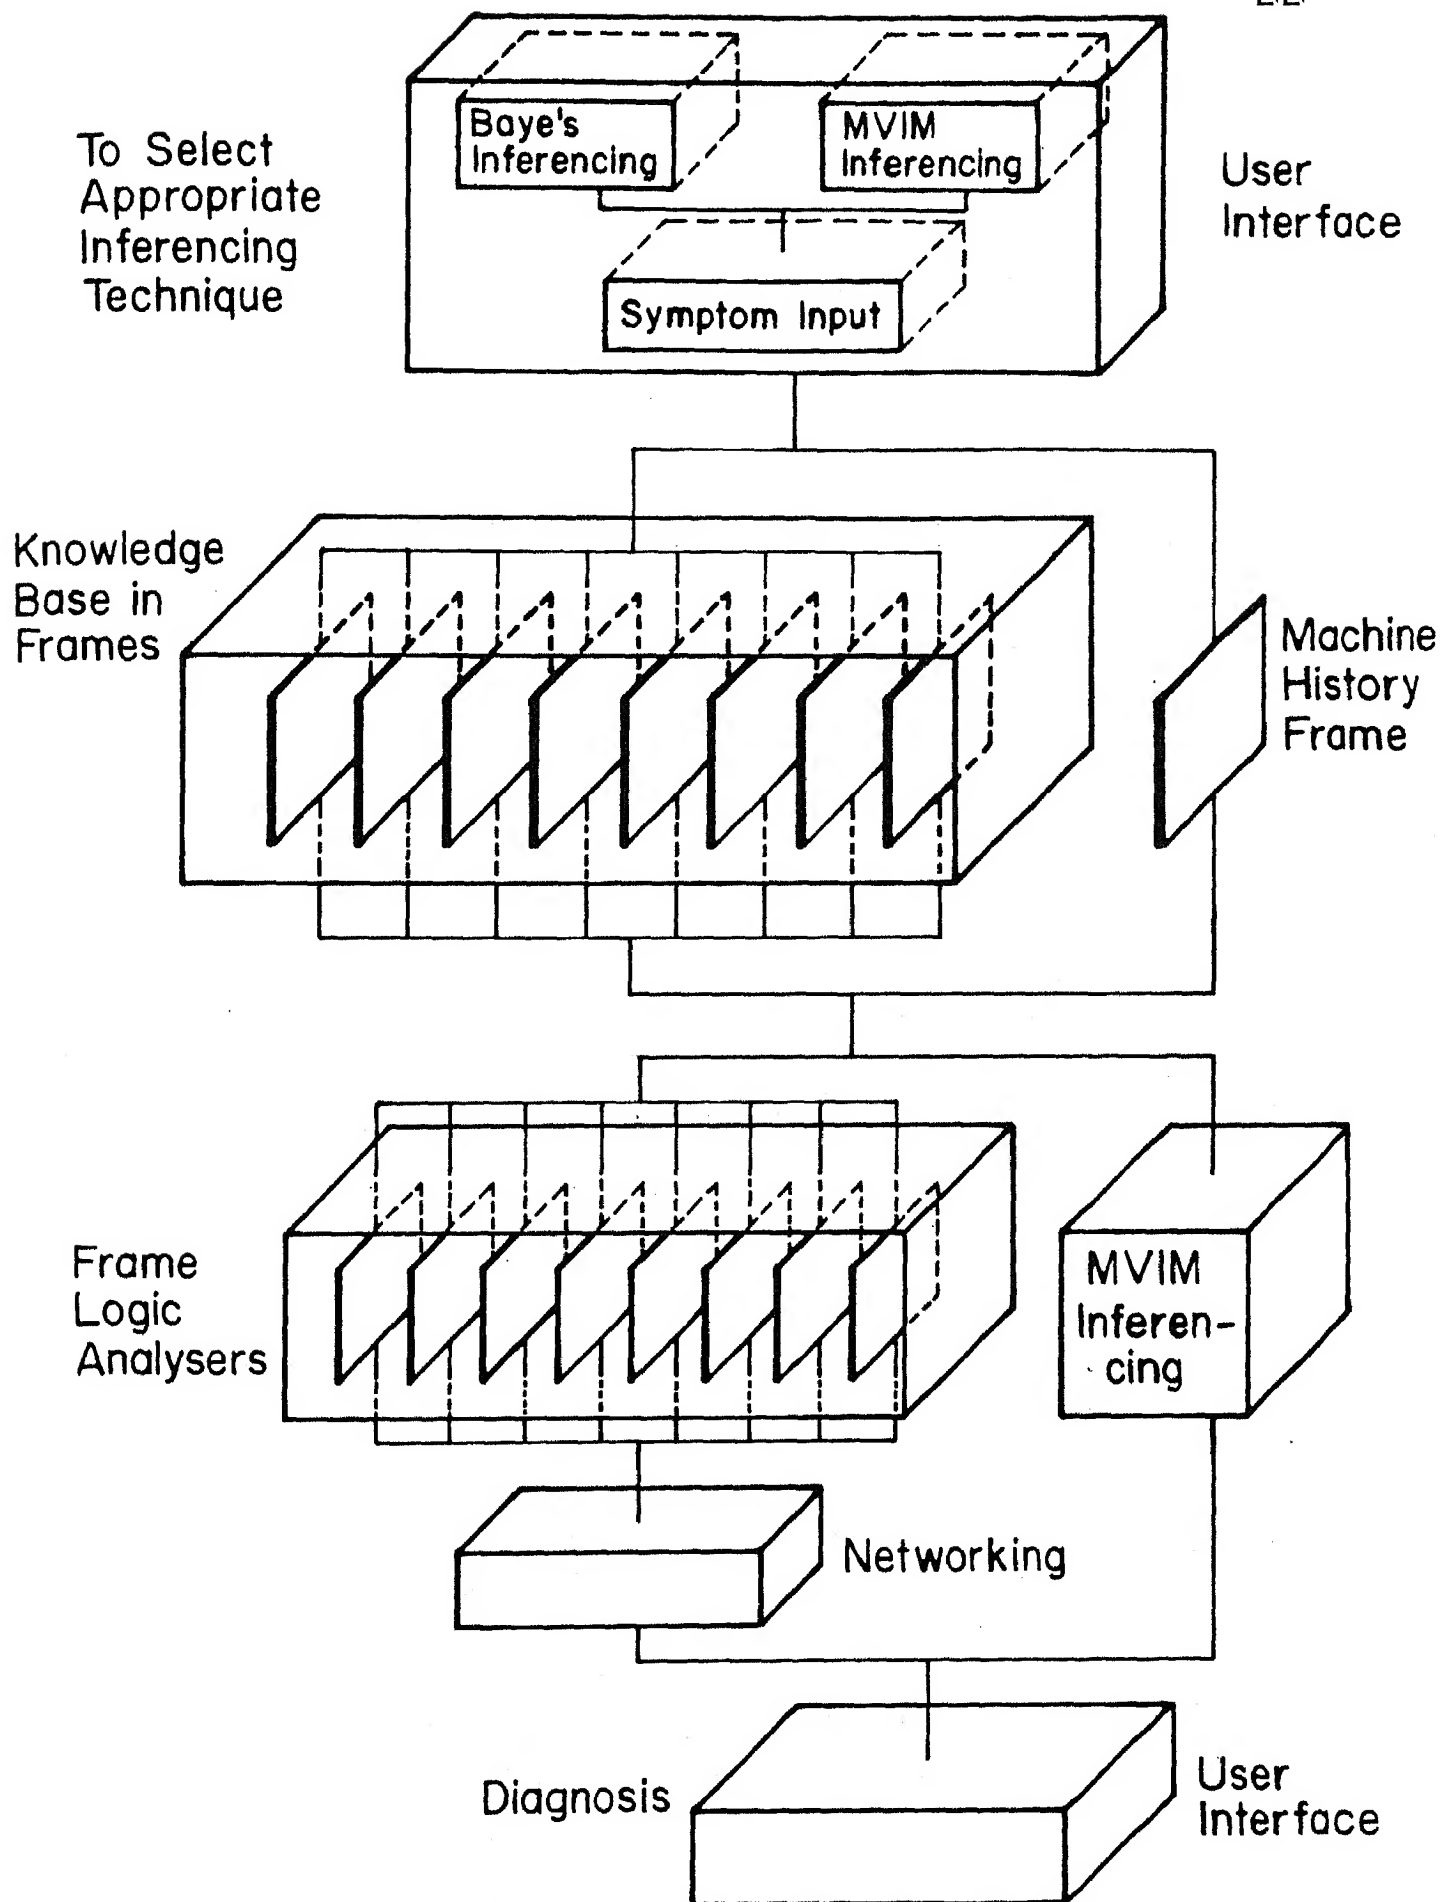 To Select
Appropriate
Inferencing
Technique
Baye's
Inferencing
MVIM
Inferencing
Symptom Input
User
Interface
Knowledge
Base in
Frames
Machine
History
Frame
Frame
Logic
Analysers
MVIM
Inferen-
cing
Networking
Diagnosis
User
Interface